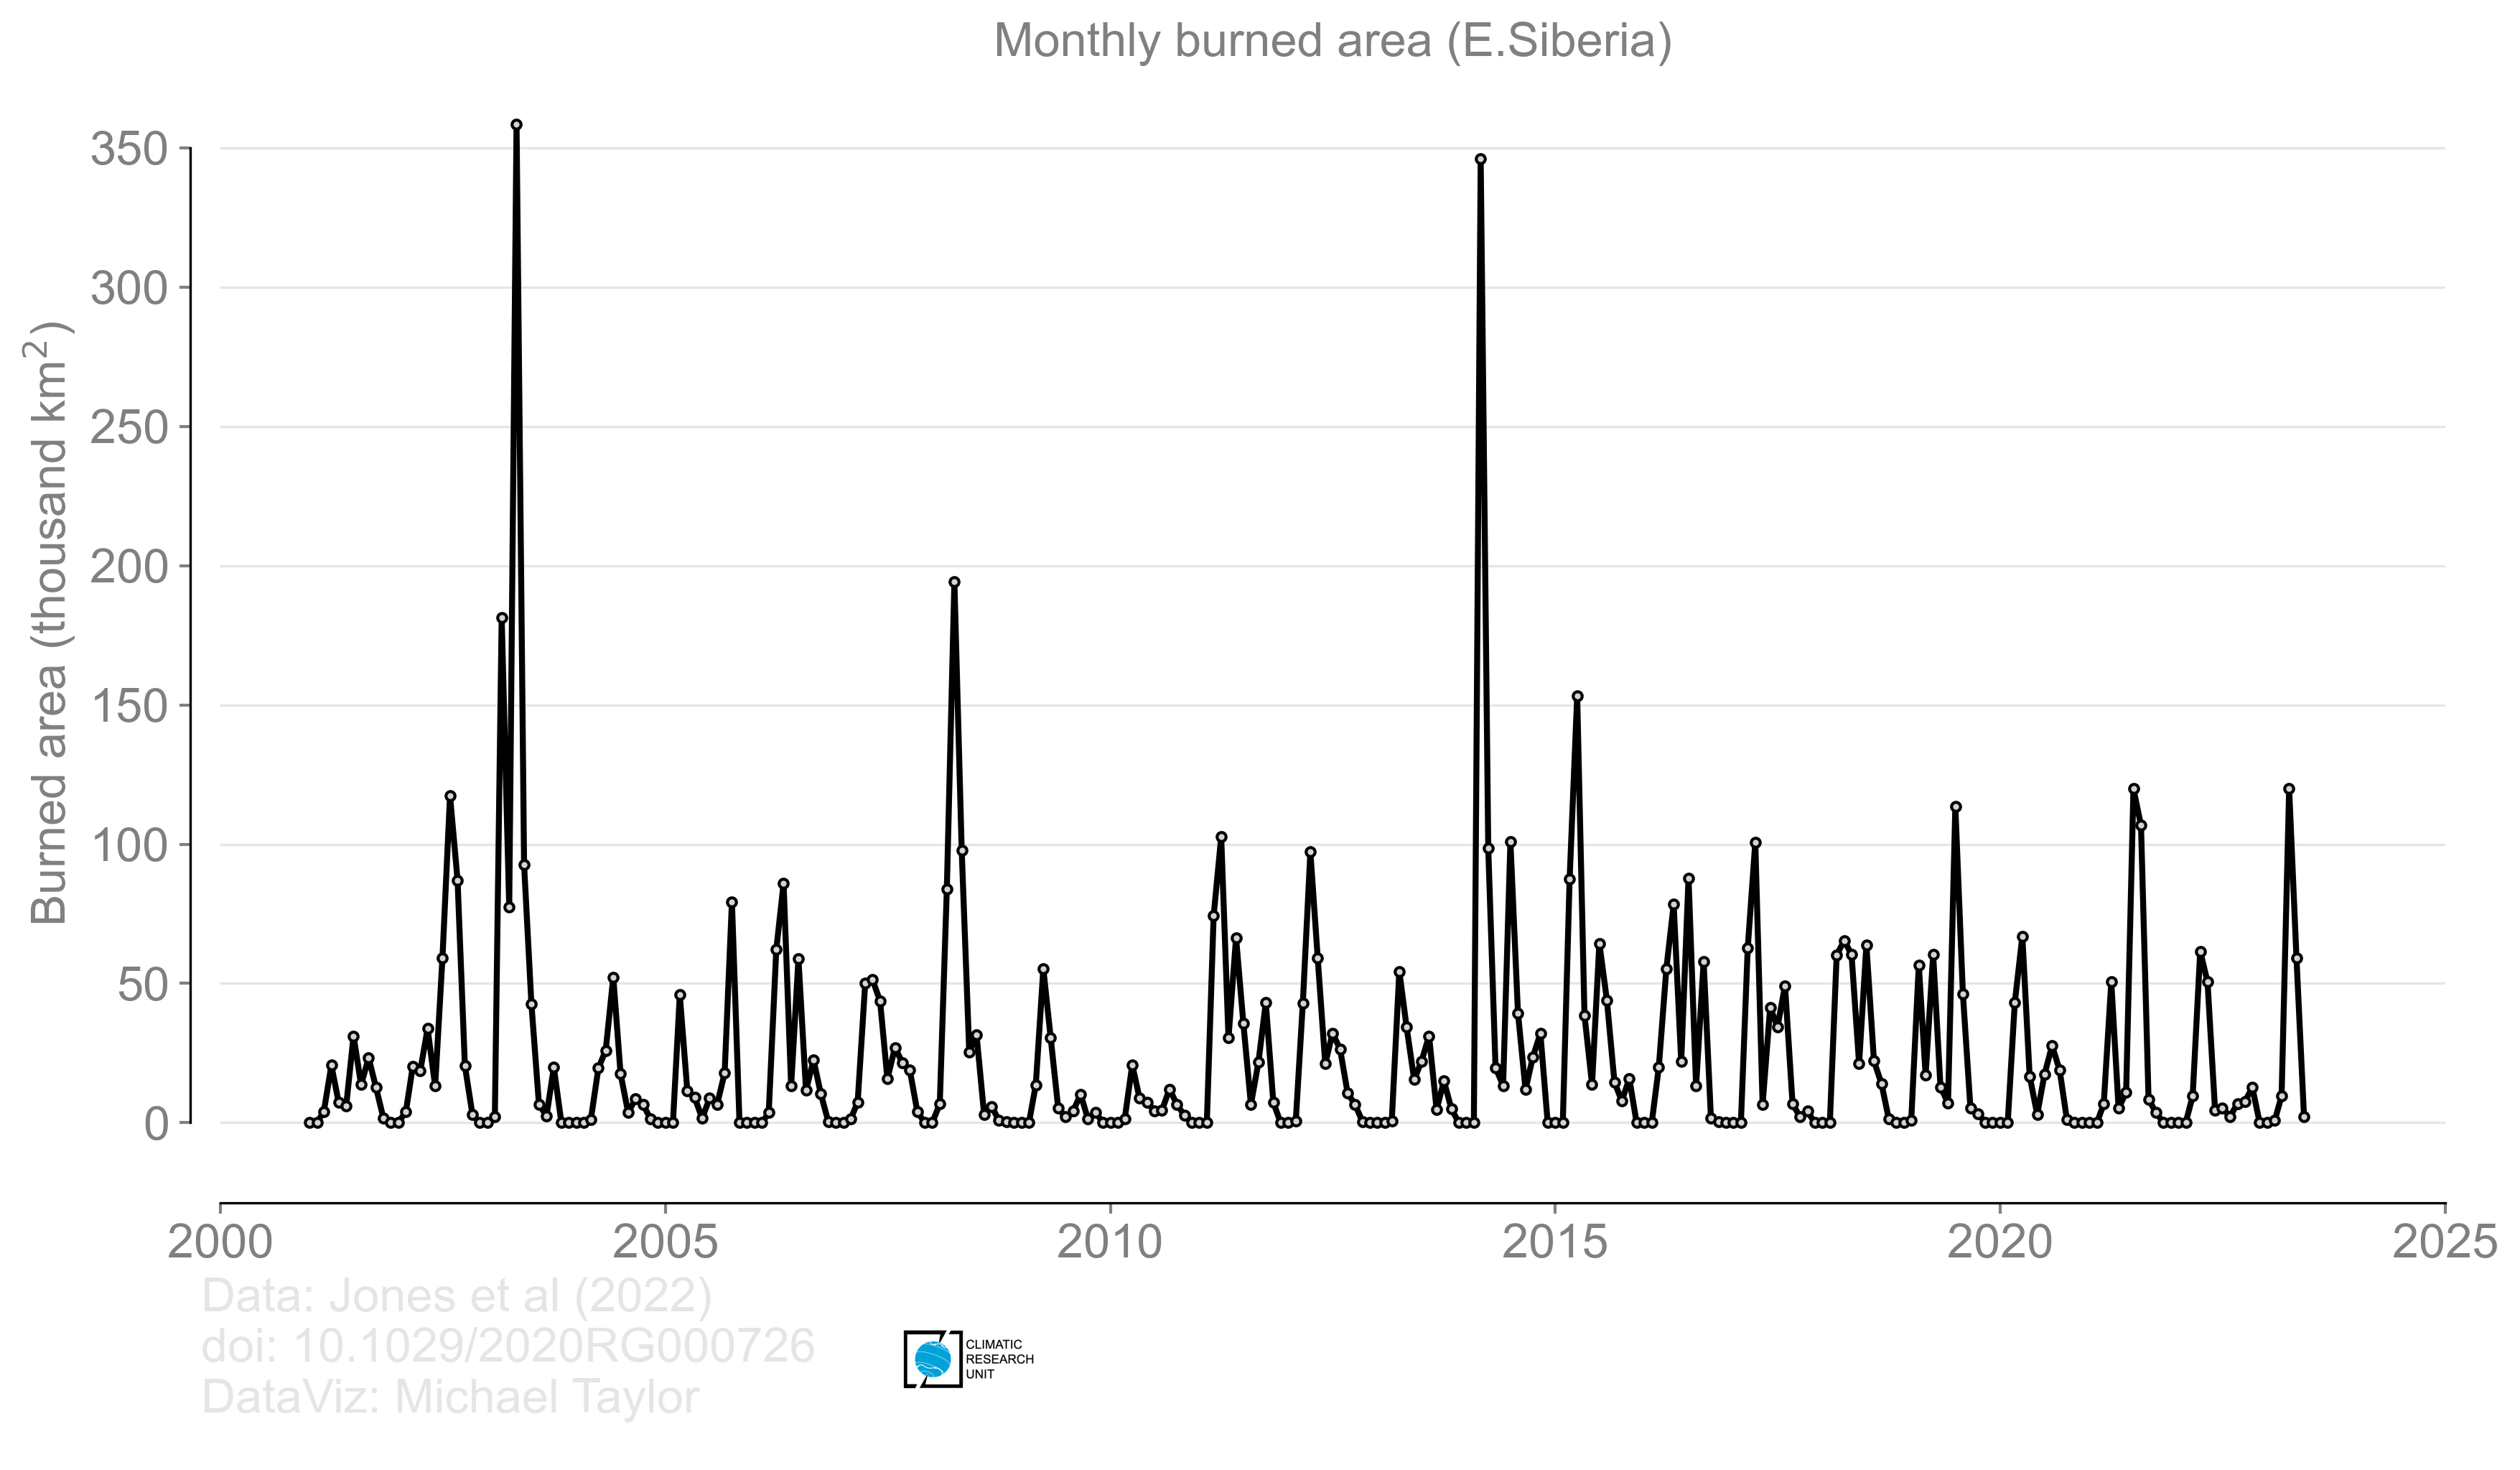 Monthly burned area (E.Siberia)
Burned area (thousand km²)
350
300
250
200
150
100
50
0
2000 2005 2010 2015 2020 2025
Data: Jones et al (2022)
doi: 10.1029/2020RG000726
DataViz: Michael Taylor
CLIMATIC
RESEARCH
UNIT